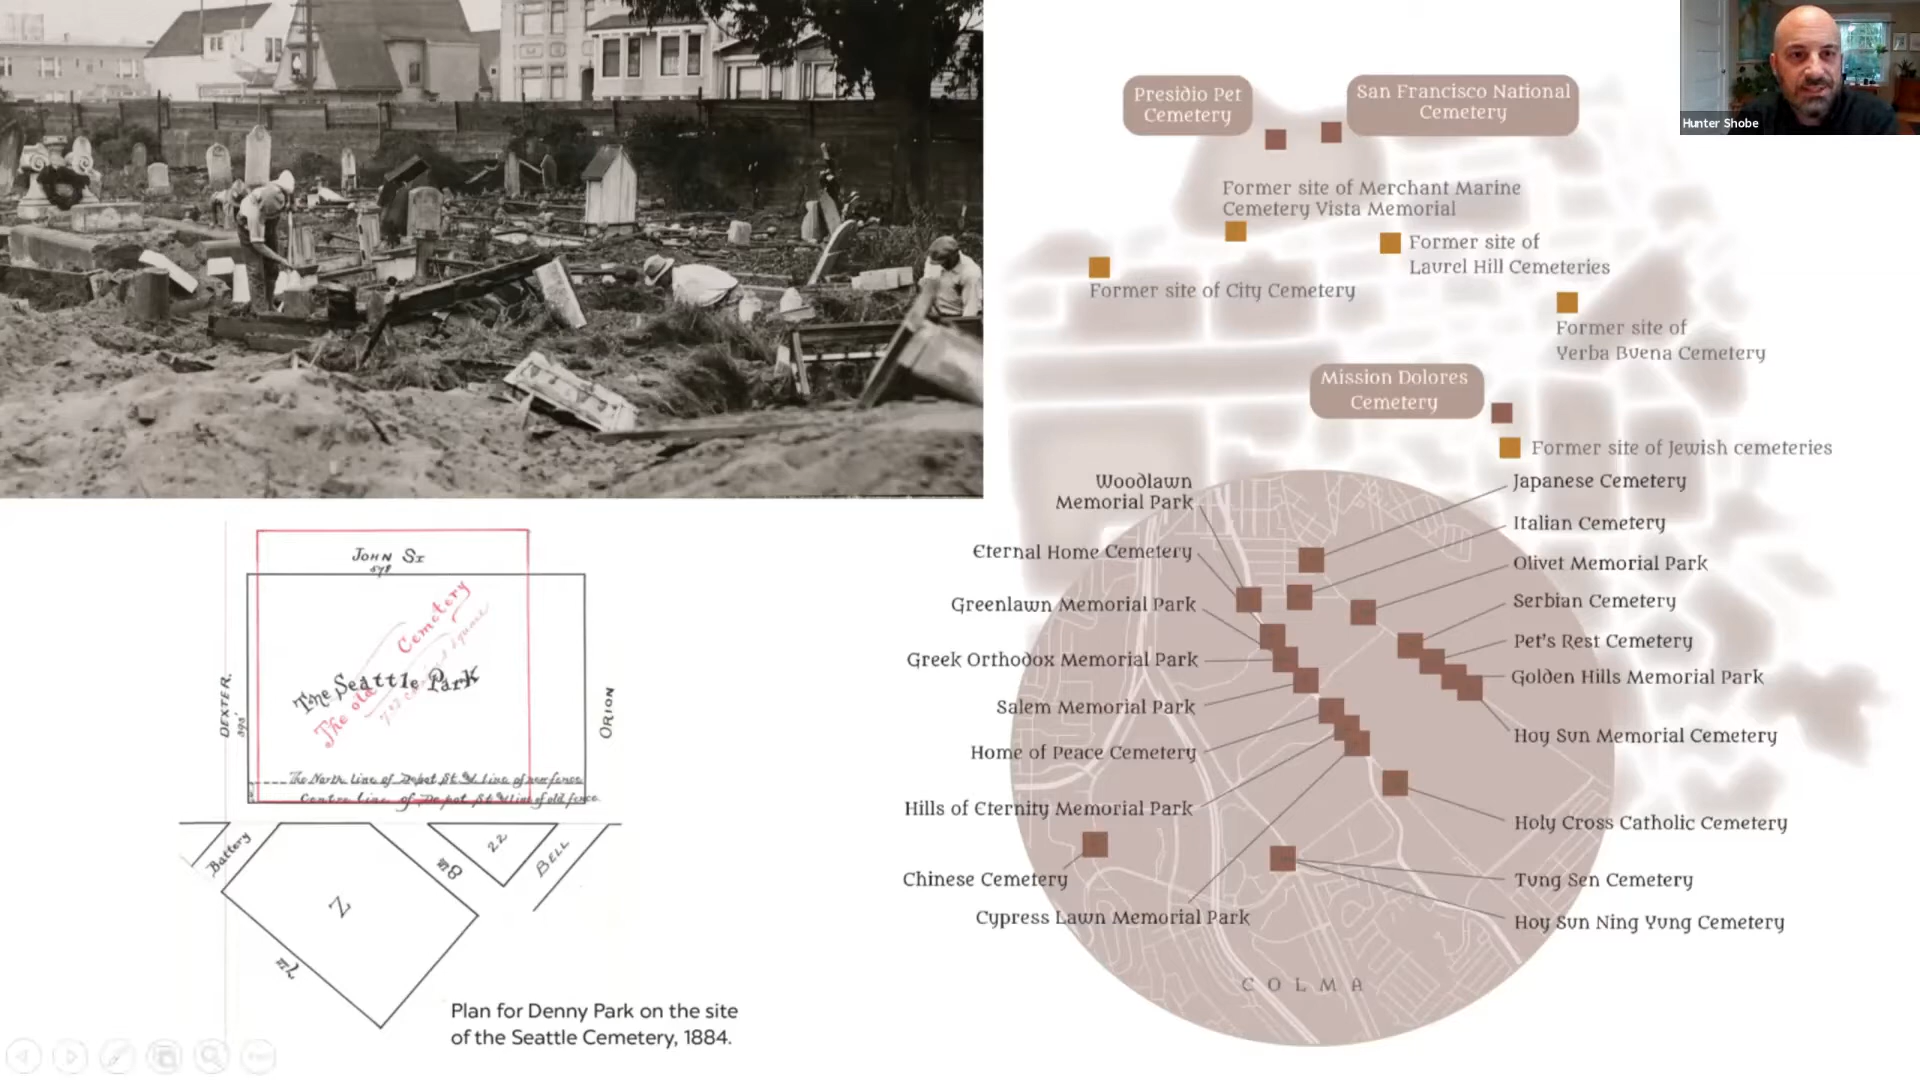 Presidio Pet
Cemetery
San Francisco National
Cemetery
Hunter Shobe
Former site of Merchant Marine
Cemetery Vista Memorial
Former site of
Laurel Hill Cemeteries
Former site of City Cemetery
Former site of
Yerba Buena Cemetery
Mission Dolores
Cemetery
Former site of Jewish cemeteries
Woodlawn
Memorial Park
Japanese Cemetery
Italian Cemetery
Eternal Home Cemetery
Olivet Memorial Park
Greenlawn Memorial Park
Serbian Cemetery
Pet's Rest Cemetery
Greek Orthodox Memorial Park
Golden Hills Memorial Park
Salem Memorial Park
Hoy Sun Memorial Cemetery
Home of Peace Cemetery
Hills of Eternity Memorial Park
Holy Cross Catholic Cemetery
Chinese Cemetery
Tung Sen Cemetery
Cypress Lawn Memorial Park
Hoy Sun Ning Yung Cemetery
COLMA
JOHN ST
578
The Seattle Park
The old Cemetery
DEXTER.
ORION
The North line of Depot St. & line of new fence
Centre line of Depot St. & line of old fence
Battery
8TH
22
BELL
Z
7TH
Plan for Denny Park on the site
of the Seattle Cemetery, 1884.